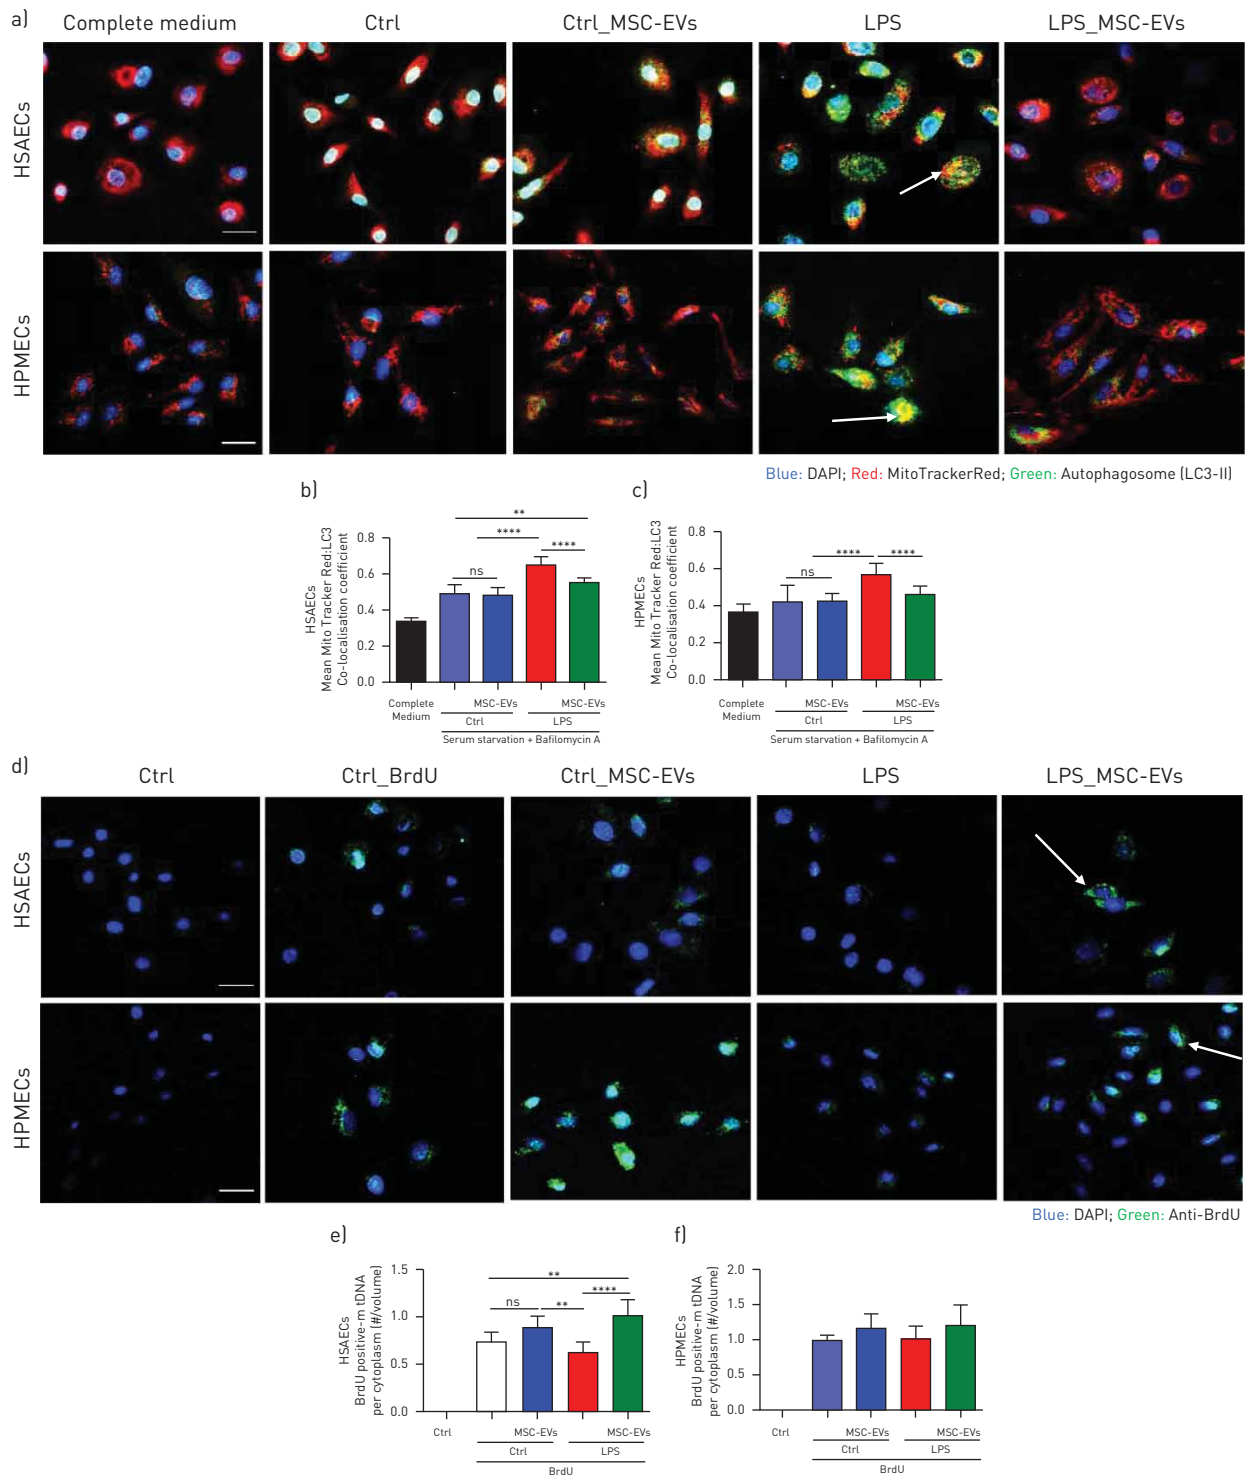 a)
Complete medium
Ctrl
Ctrl_MSC-EVs
LPS
LPS_MSC-EVs
HSAECs
HPMECs
Blue: DAPI; Red: MitoTrackerRed; Green: Autophagosome (LC3-II)
b)
HSAECs
Mean Mito Tracker Red:LC3
Co-localisation coefficient
0.8
0.6
0.4
0.2
0.0
**
****
****
ns
Complete
Medium
MSC-EVs
MSC-EVs
Ctrl
LPS
Serum starvation + Bafilomycin A
c)
HPMECs
Mean Mito Tracker Red:LC3
Co-localisation coefficient
0.8
0.6
0.4
0.2
0.0
****
****
ns
Complete
Medium
MSC-EVs
MSC-EVs
Ctrl
LPS
Serum starvation + Bafilomycin A
d)
Ctrl
Ctrl_BrdU
Ctrl_MSC-EVs
LPS
LPS_MSC-EVs
HSAECs
HPMECs
Blue: DAPI; Green: Anti-BrdU
e)
HSAECs
BrdU positive-m tDNA
per cytoplasm (#/volume)
1.5
1.0
0.5
0.0
**
****
ns
**
Ctrl
MSC-EVs
MSC-EVs
Ctrl
LPS
BrdU
f)
HPMECs
BrdU positive-m tDNA
per cytoplasm (#/volume)
2.0
1.5
1.0
0.5
0.0
Ctrl
MSC-EVs
MSC-EVs
Ctrl
LPS
BrdU